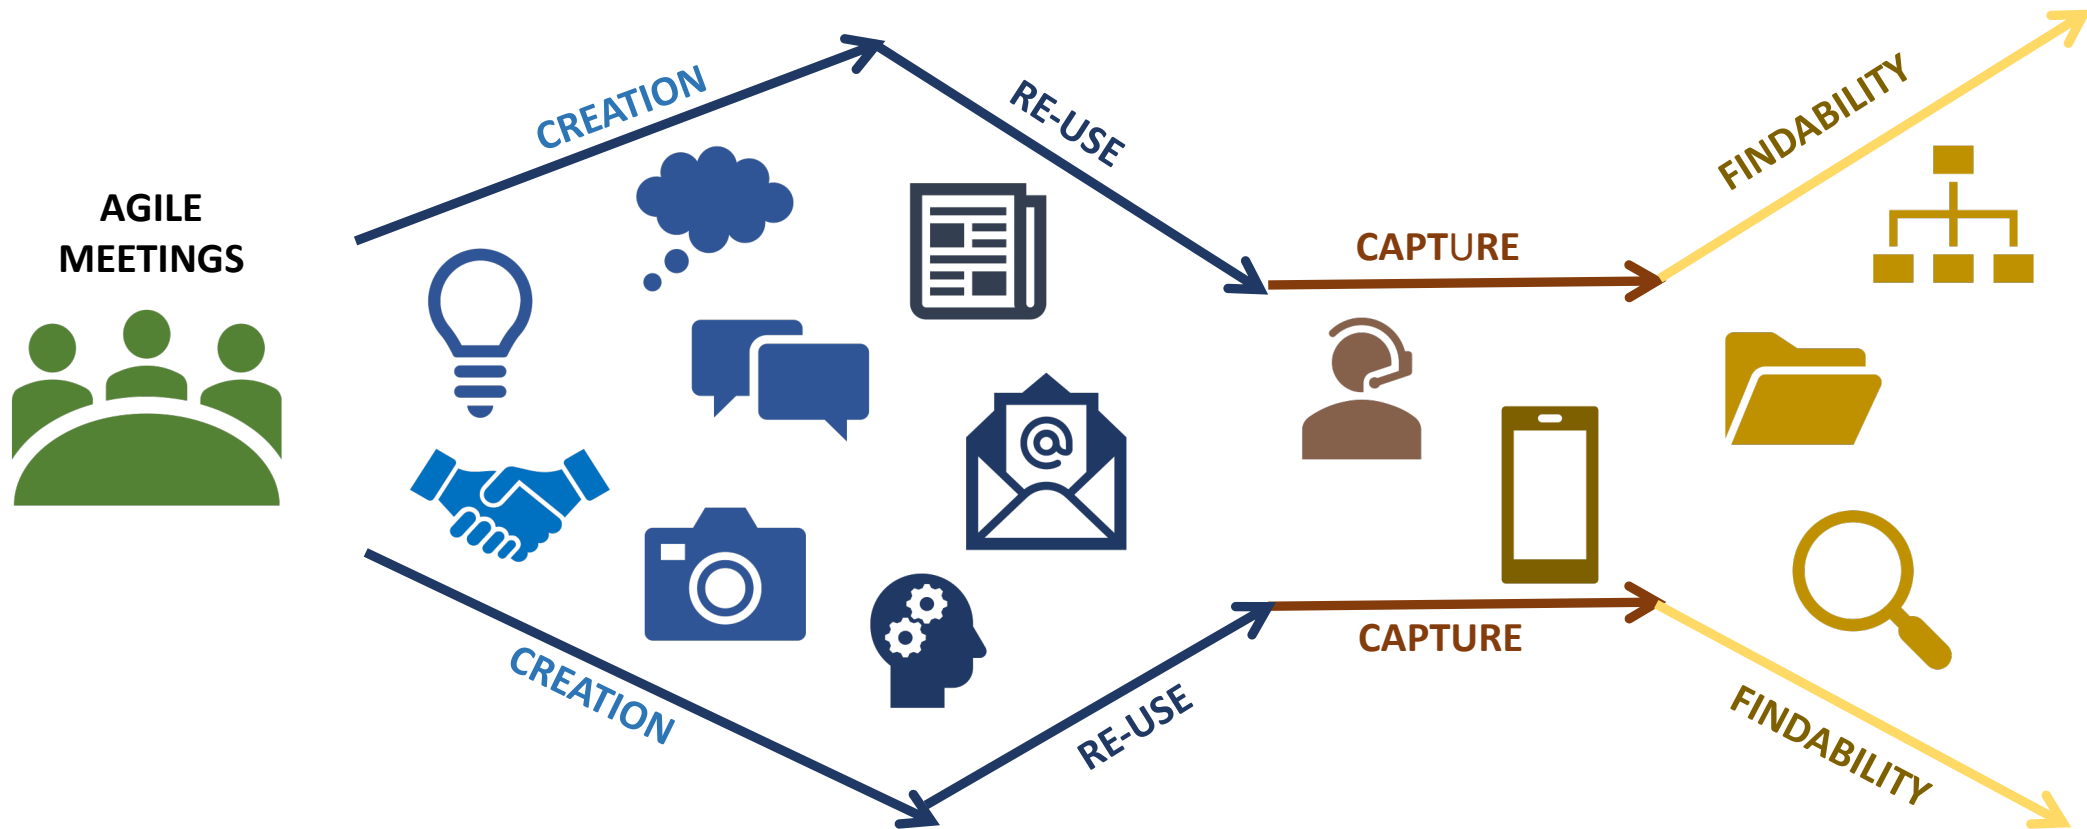 AGILE
MEETINGS
CREATION
RE-USE
CAPTURE
FINDABILITY
@
CREATION
RE-USE
CAPTURE
FINDABILITY